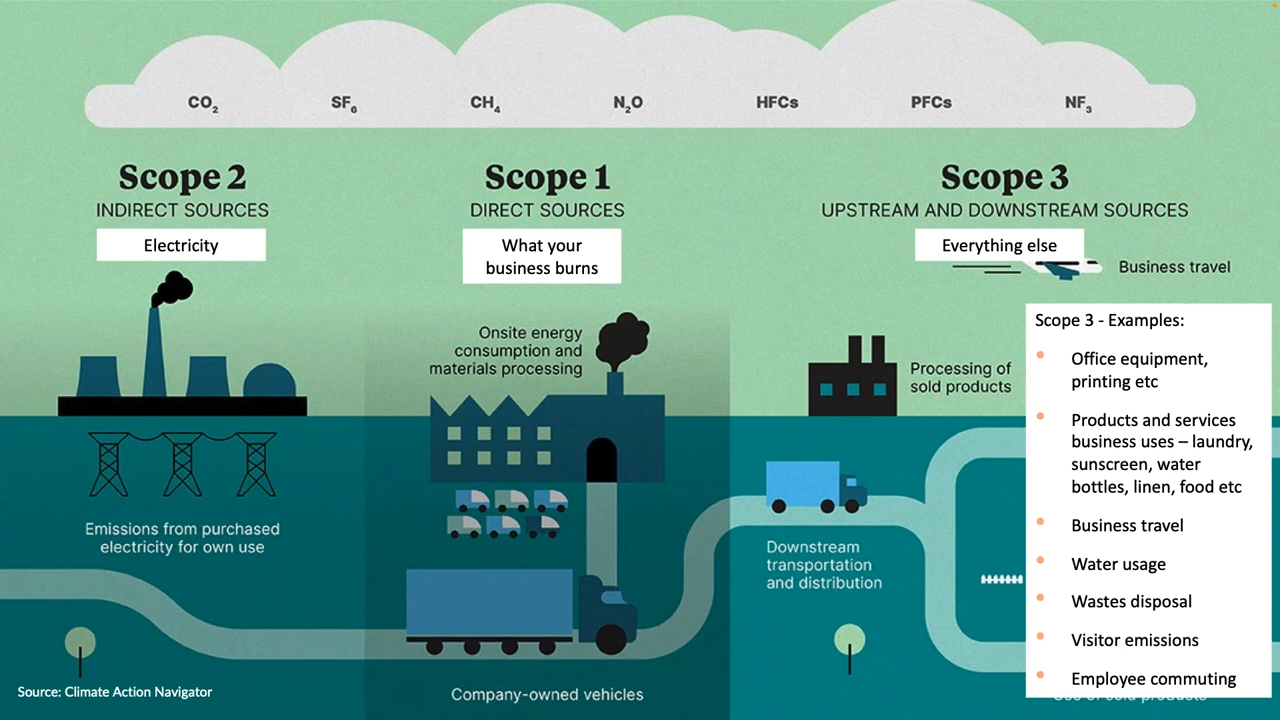 CO₂
SF₆
CH₄
N₂O
HFCs
PFCs
NF₃
Scope 2
INDIRECT SOURCES
Electricity
Emissions from purchased
electricity for own use
Scope 1
DIRECT SOURCES
What your
business burns
Onsite energy
consumption and
materials processing
Company-owned vehicles
Scope 3
UPSTREAM AND DOWNSTREAM SOURCES
Everything else
Business travel
Processing of
sold products
Downstream
transportation
and distribution
Scope 3 - Examples:
• Office equipment,
printing etc
• Products and services
business uses – laundry,
sunscreen, water
bottles, linen, food etc
• Business travel
• Water usage
• Wastes disposal
• Visitor emissions
• Employee commuting
Source: Climate Action Navigator